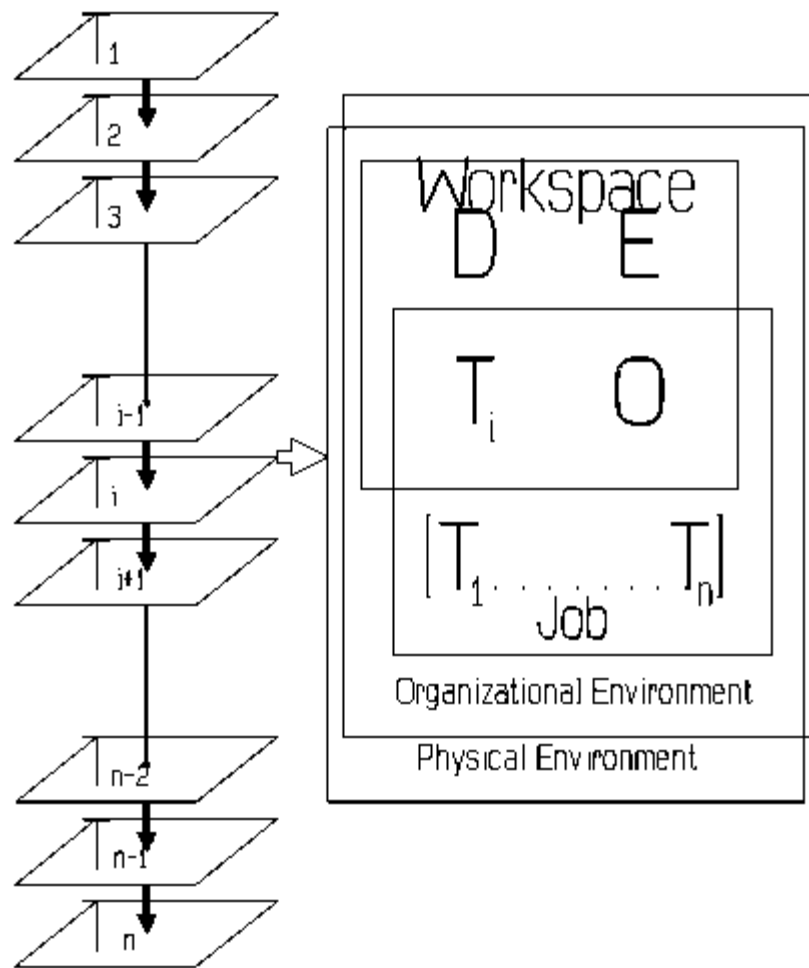 T1
T2
T3
Ti-1
Ti
Ti+1
Tn-2
Tn-1
Tn
Workspace
D E
Ti O
[T1.........Tn]
Job
Organizational Environment
Physical Environment